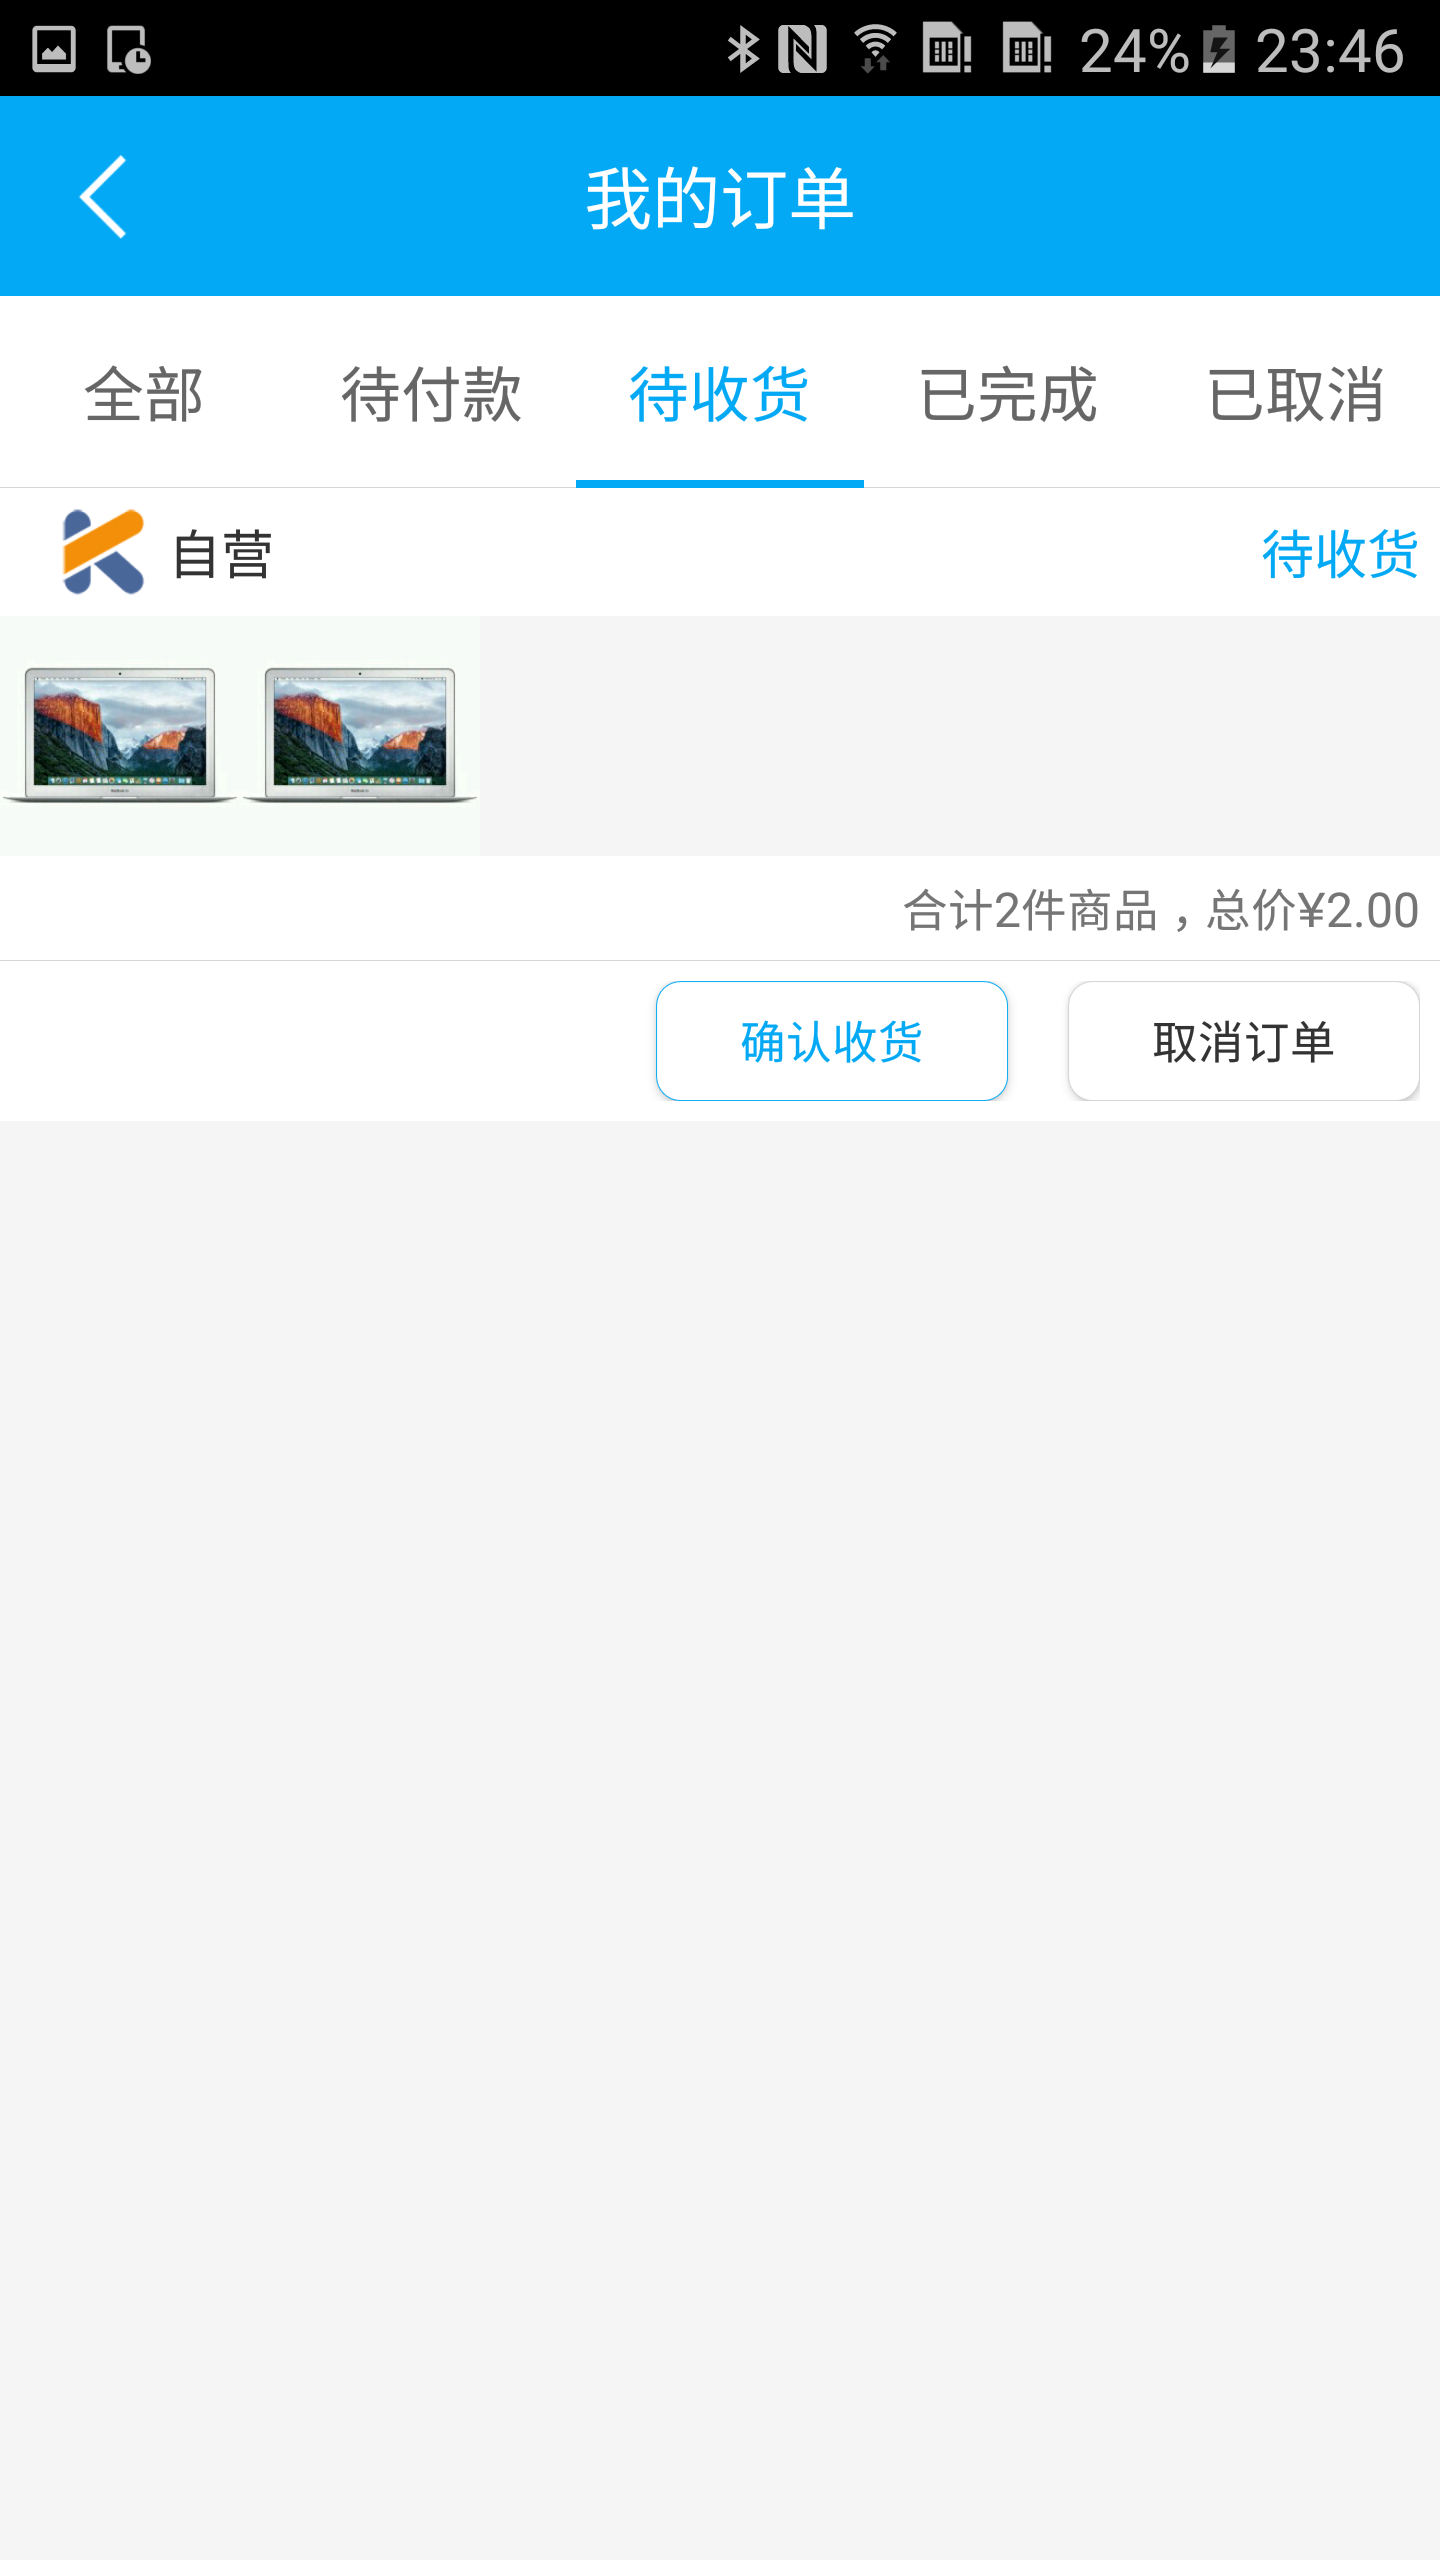 24% 23:46
我的订单
全部 待付款 待收货 已完成 已取消
自营 待收货
合计2件商品，总价¥2.00
确认收货 取消订单